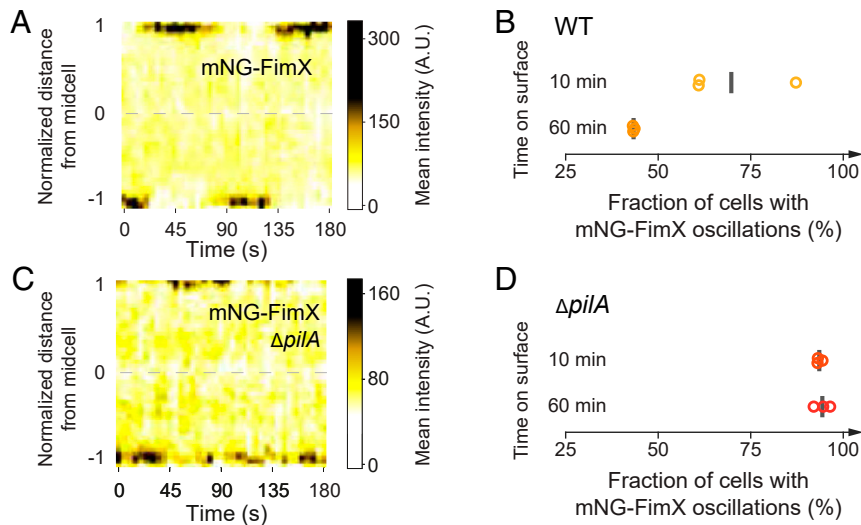 A
Normalized distance
from midcell
1
0
-1
mNG-FimX
0
45
90
135
180
Time (s)
300
150
0
Mean intensity (A.U.)
B
WT
Time on surface
10 min
60 min
25
50
75
100
Fraction of cells with
mNG-FimX oscillations (%)
C
Normalized distance
from midcell
1
0
-1
mNG-FimX
ΔpilA
0
45
90
135
180
Time (s)
160
80
0
Mean intensity (A.U.)
D
ΔpilA
Time on surface
10 min
60 min
25
50
75
100
Fraction of cells with
mNG-FimX oscillations (%)